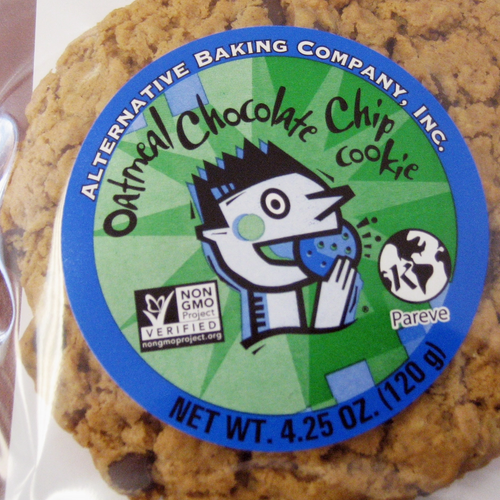 Alternative Baking Company, Inc.
Oatmeal Chocolate Chip
cookie
NON
GMO
Project
VERIFIED
nongmoproject.org
K
Pareve
NET WT. 4.25 OZ. (120 g)